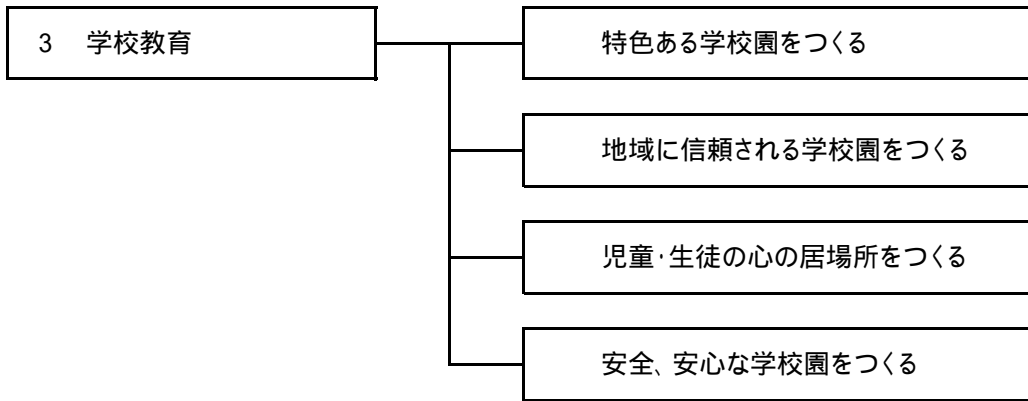 3 学校教育
特色ある学校園をつくる
地域に信頼される学校園をつくる
児童・生徒の心の居場所をつくる
安全、安心な学校園をつくる